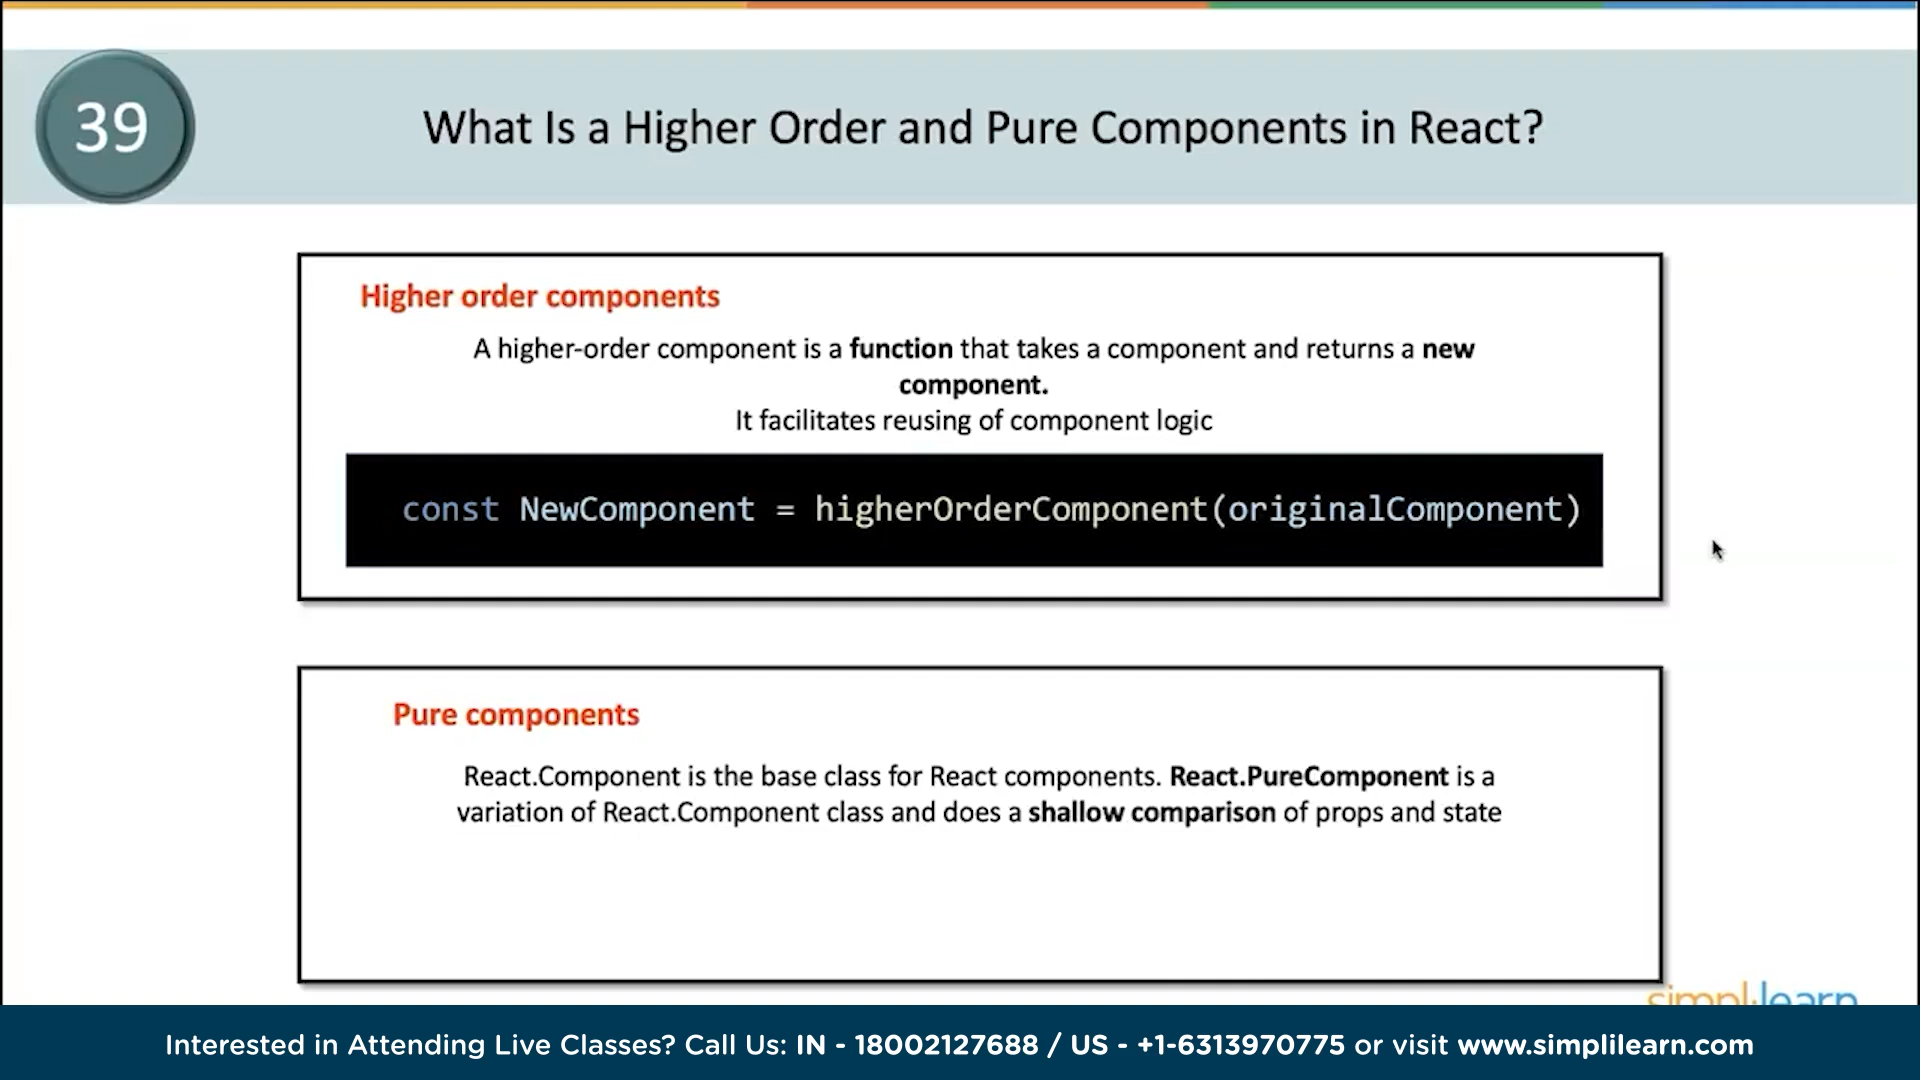 39
What Is a Higher Order and Pure Components in React?
Higher order components
A higher-order component is a function that takes a component and returns a new
component.
It facilitates reusing of component logic
const NewComponent = higherOrderComponent(originalComponent)
Pure components
React.Component is the base class for React components. React.PureComponent is a
variation of React.Component class and does a shallow comparison of props and state
simplilearn
Interested in Attending Live Classes? Call Us: IN - 18002127688 / US - +1-6313970775 or visit www.simplilearn.com